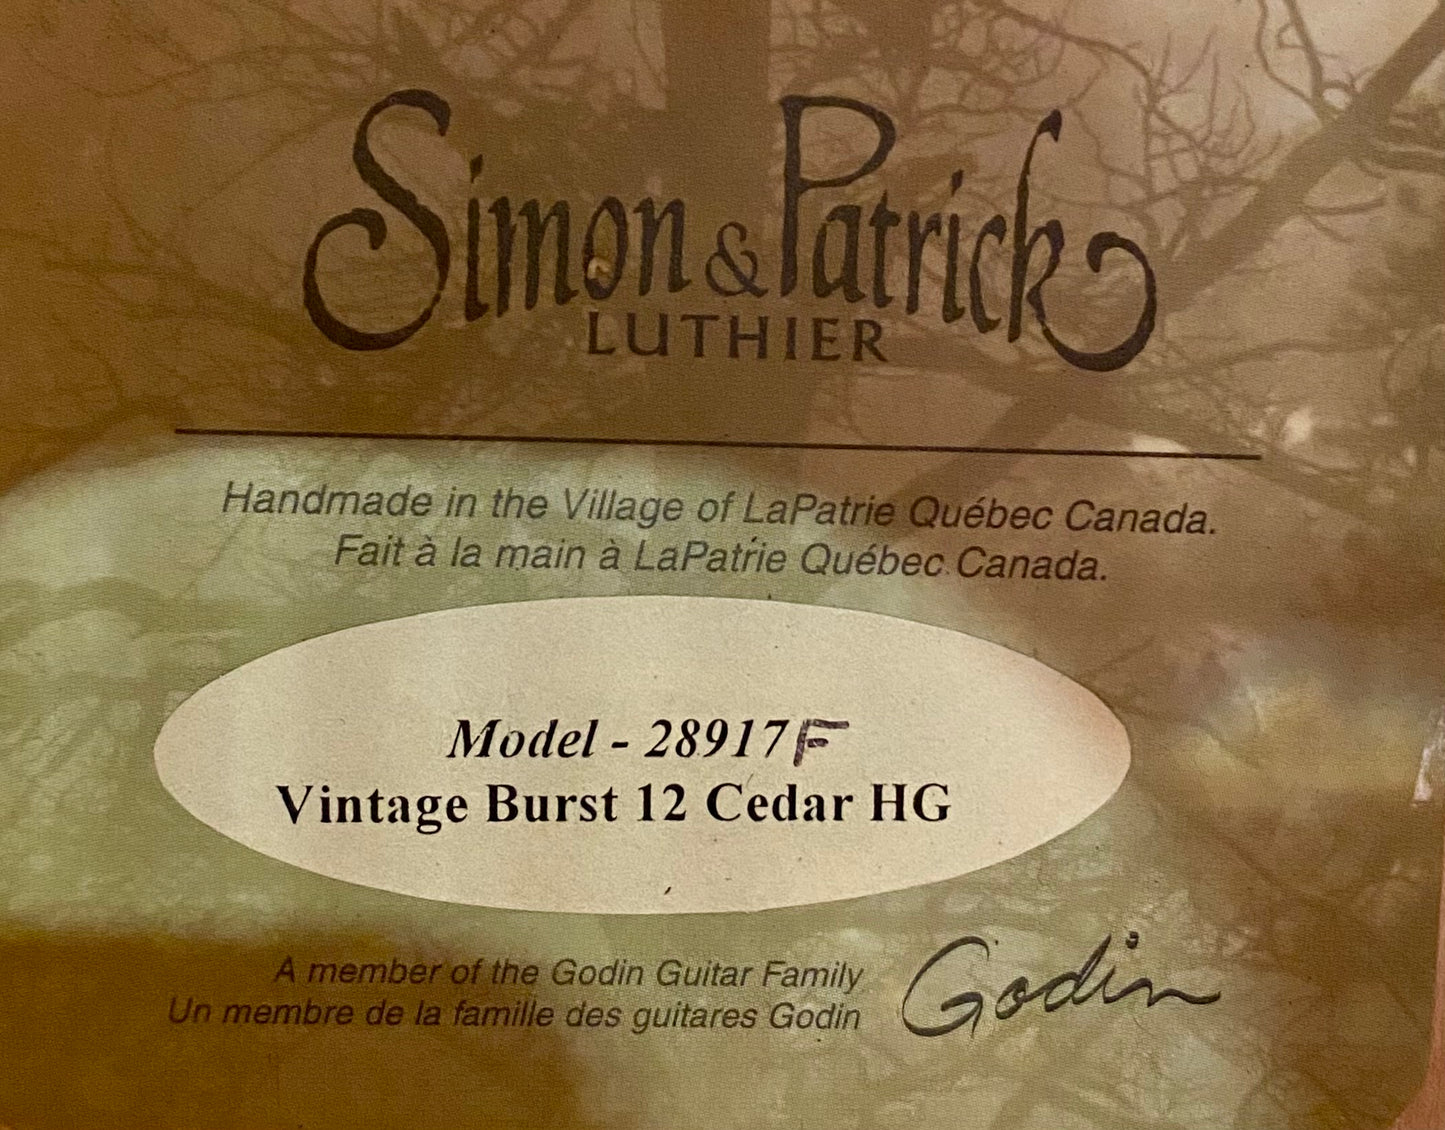 Simon & Patrick
LUTHIER
Handmade in the Village of LaPatrie Québec Canada.
Fait à la main à LaPatrie Québec Canada.
Model - 28917F
Vintage Burst 12 Cedar HG
A member of the Godin Guitar Family
Un membre de la famille des guitares Godin
Godin